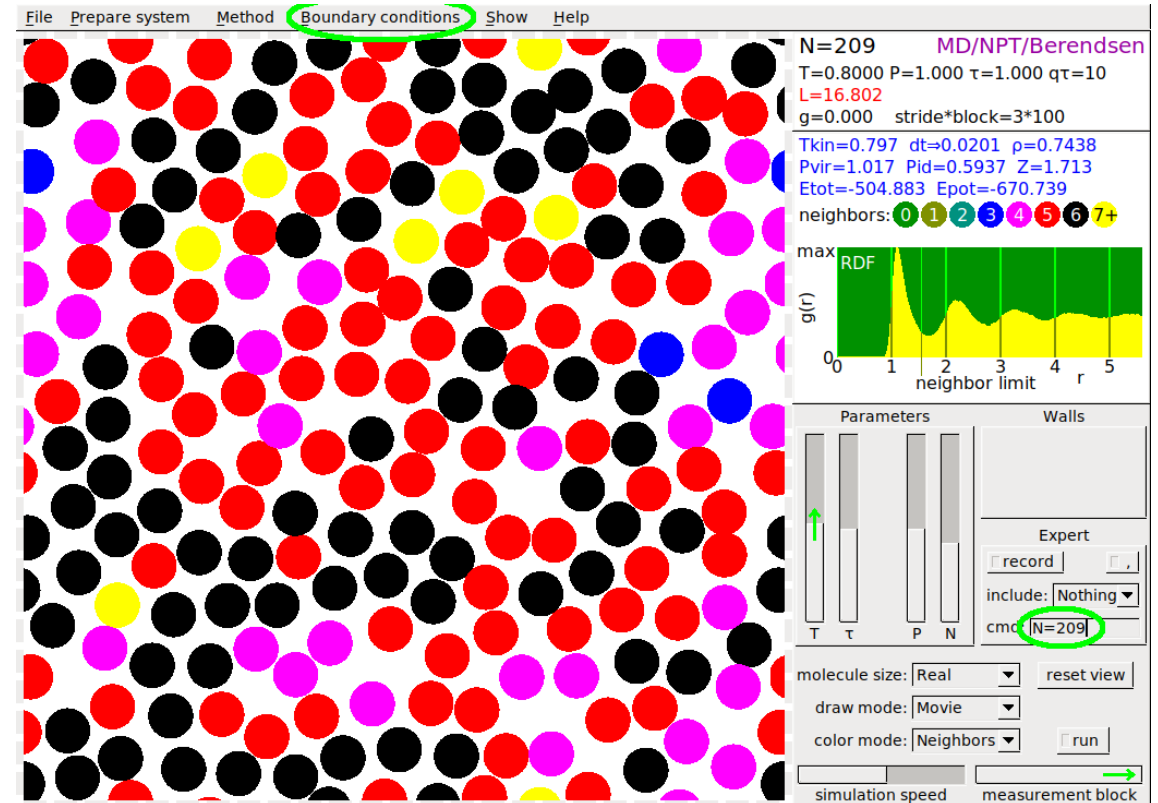 File Prepare system Method Boundary conditions Show Help
N=209 MD/NPT/Berendsen
T=0.8000 P=1.000 τ=1.000 qτ=10
L=16.802
g=0.000 stride*block=3*100
Tkin=0.797 dt⇒0.0201 ρ=0.7438
Pvir=1.017 Pid=0.5937 Z=1.713
Etot=-504.883 Epot=-670.739
neighbors: 0 1 2 3 4 5 6 7+
max
RDF
g(r)
0
0 1 2 3 4 r 5
neighbor limit
Parameters
T τ P N
Walls
Expert
record ,
include: Nothing
cmd: N=209
molecule size: Real reset view
draw mode: Movie
color mode: Neighbors run
simulation speed measurement block